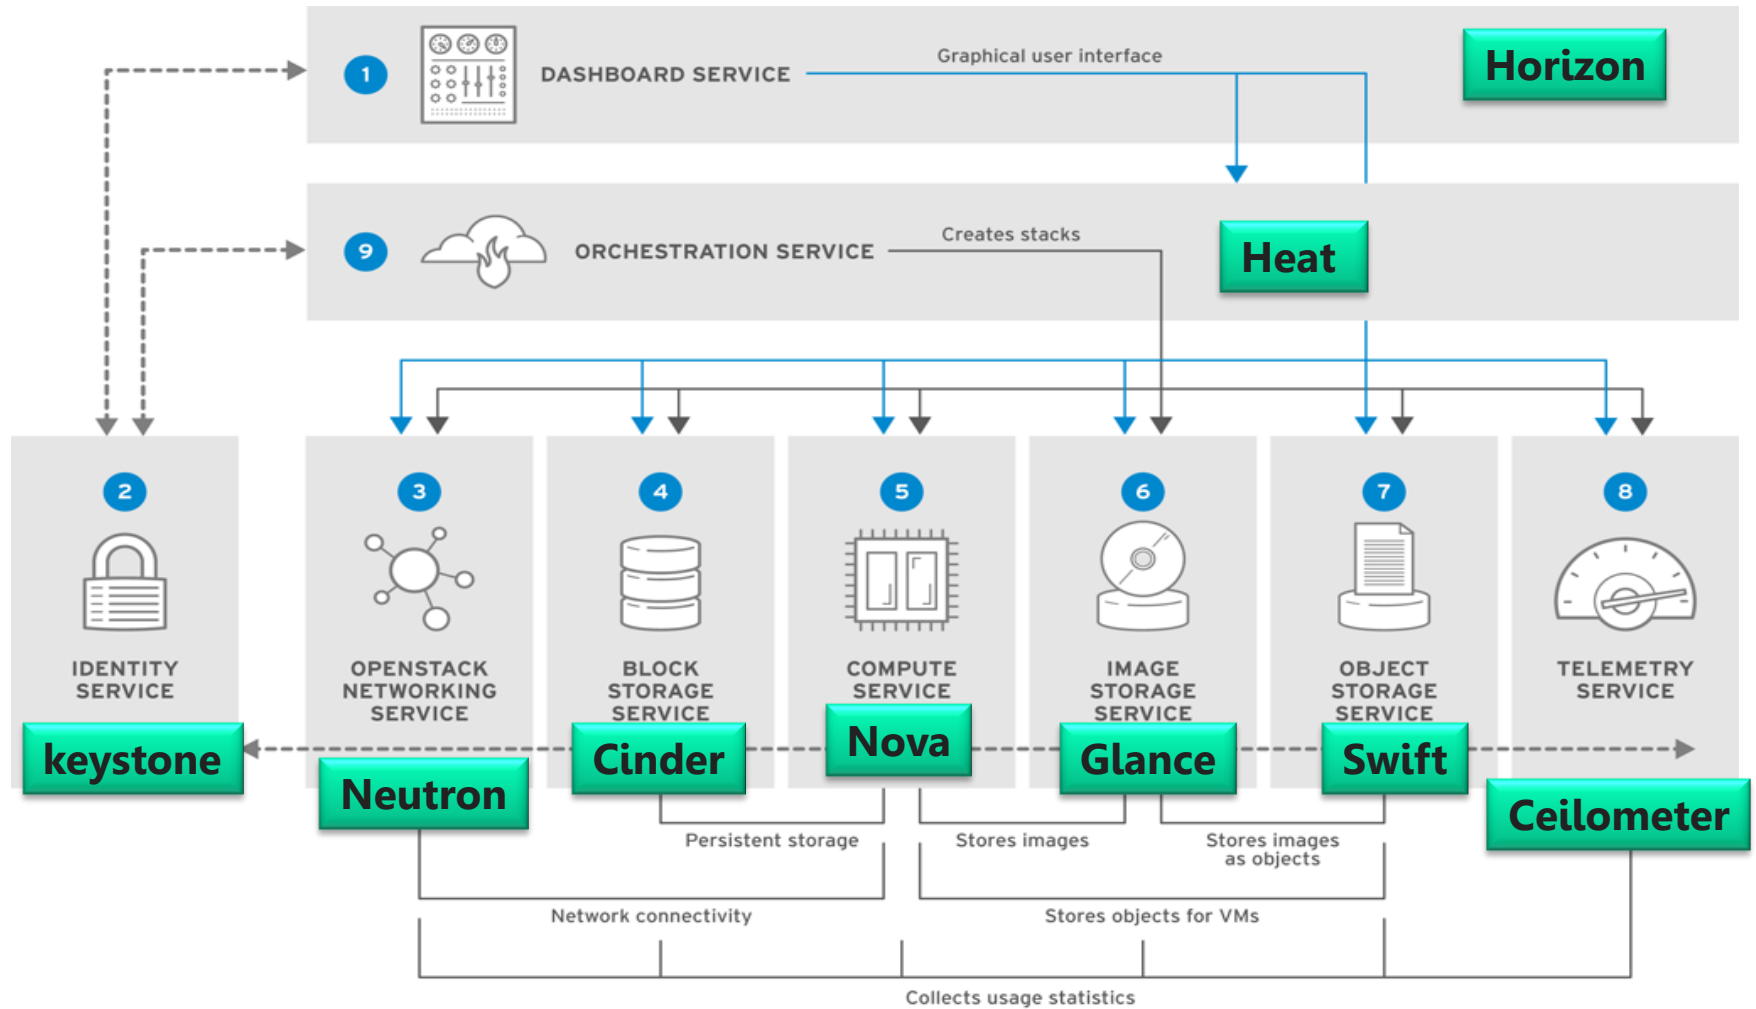 1
DASHBOARD SERVICE
Graphical user interface
Horizon
9
ORCHESTRATION SERVICE
Creates stacks
Heat
2
IDENTITY
SERVICE
keystone
3
OPENSTACK
NETWORKING
SERVICE
Neutron
4
BLOCK
STORAGE
SERVICE
Cinder
5
COMPUTE
SERVICE
Nova
6
IMAGE
STORAGE
SERVICE
Glance
7
OBJECT
STORAGE
SERVICE
Swift
8
TELEMETRY
SERVICE
Ceilometer
Persistent storage
Stores images
Stores images
as objects
Network connectivity
Stores objects for VMs
Collects usage statistics